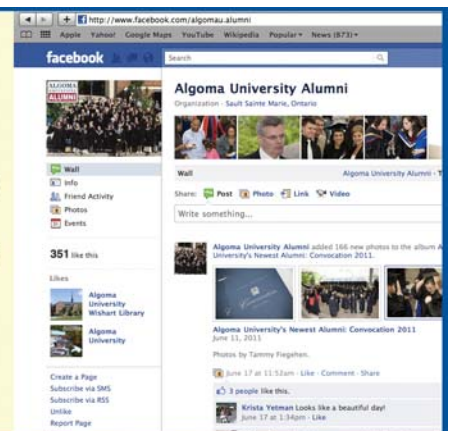 http://www.facebook.com/algomau.alumni
Apple Yahoo! Google Maps YouTube Wikipedia Popular News (873)
facebook
Search
ALGOMA
ALUMNI
Wall
Info
Friend Activity
Photos
Events
351 like this
Likes
Algoma
University
Wishart Library
Algoma
University
Create a Page
Subscribe via SMS
Subscribe via RSS
Unlike
Report Page
Algoma University Alumni
Organization · Sault Sainte Marie, Ontario
Wall
Algoma University Alumni · T
Share: Post Photo Link Video
Write something...
Algoma University Alumni added 166 new photos to the album A
University's Newest Alumni: Convocation 2011.
Algoma University's Newest Alumni: Convocation 2011
June 11, 2011
Photos by Tammy Fiegehen.
June 17 at 11:52am · Like · Comment · Share
3 people like this.
Krista Yetman Looks like a beautiful day!
June 17 at 1:34pm · Like